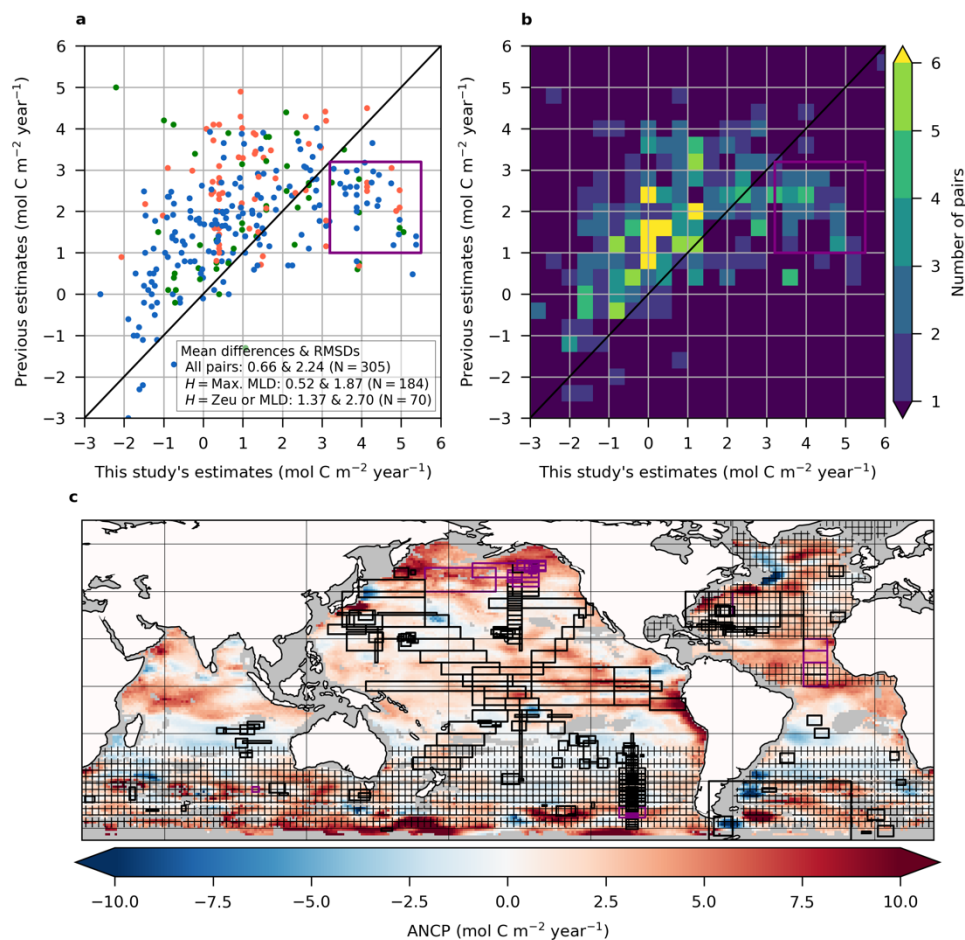 a
6
5
4
3
2
1
0
−1
−2
−3
Previous estimates (mol C m⁻² year⁻¹)
Mean differences & RMSDs
All pairs: 0.66 & 2.24 (N = 305)
H = Max. MLD: 0.52 & 1.87 (N = 184)
H = Zeu or MLD: 1.37 & 2.70 (N = 70)
−3 −2 −1 0 1 2 3 4 5 6
This study's estimates (mol C m⁻² year⁻¹)
b
6
5
4
3
2
1
0
−1
−2
−3
Previous estimates (mol C m⁻² year⁻¹)
−3 −2 −1 0 1 2 3 4 5 6
This study's estimates (mol C m⁻² year⁻¹)
6
5
4
3
2
1
Number of pairs
c
−10.0 −7.5 −5.0 −2.5 0.0 2.5 5.0 7.5 10.0
ANCP (mol C m⁻² year⁻¹)